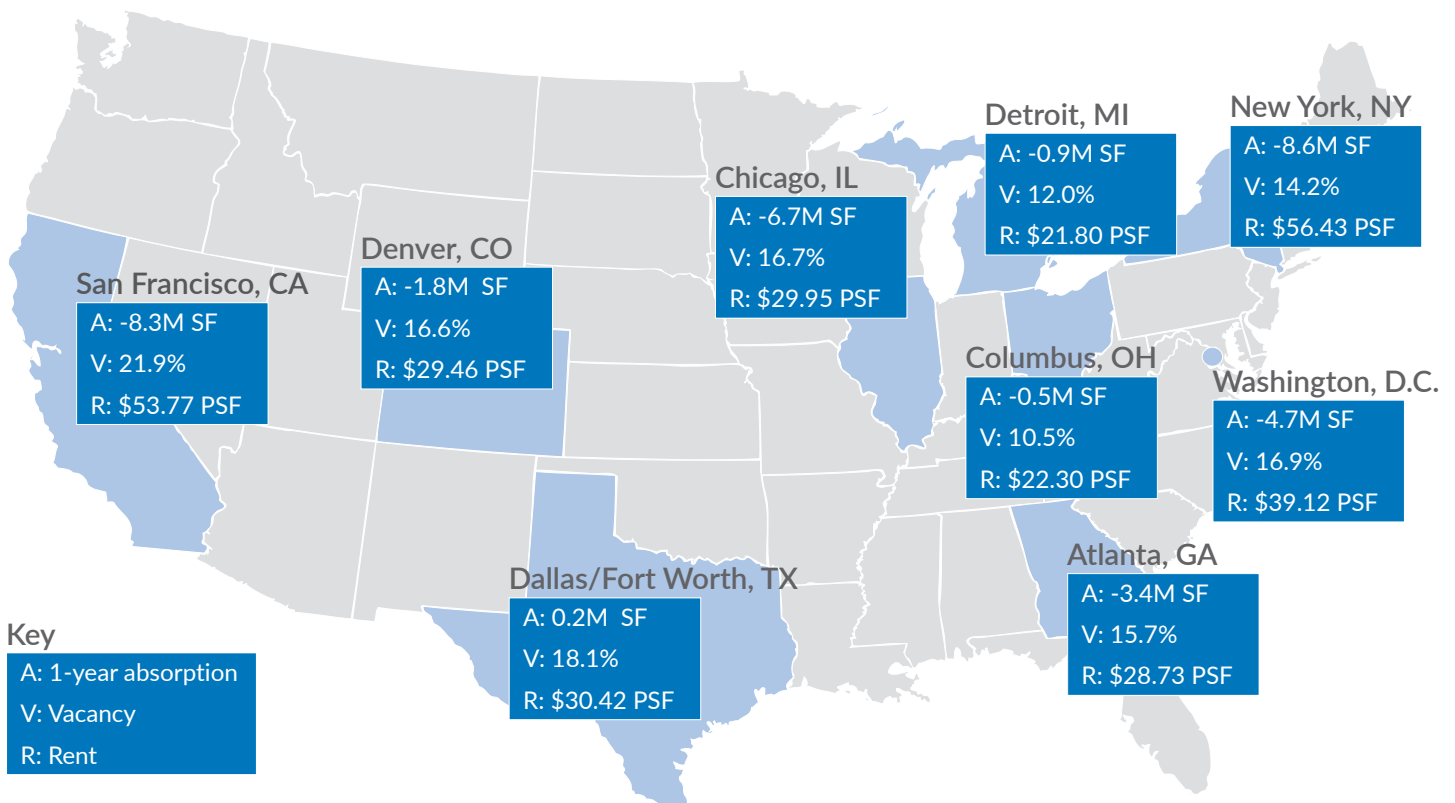 Detroit, MI
A: -0.9M SF
V: 12.0%
R: $21.80 PSF
New York, NY
A: -8.6M SF
V: 14.2%
R: $56.43 PSF
Chicago, IL
A: -6.7M SF
V: 16.7%
R: $29.95 PSF
Denver, CO
A: -1.8M SF
V: 16.6%
R: $29.46 PSF
San Francisco, CA
A: -8.3M SF
V: 21.9%
R: $53.77 PSF
Columbus, OH
A: -0.5M SF
V: 10.5%
R: $22.30 PSF
Washington, D.C.
A: -4.7M SF
V: 16.9%
R: $39.12 PSF
Atlanta, GA
A: -3.4M SF
V: 15.7%
R: $28.73 PSF
Dallas/Fort Worth, TX
A: 0.2M SF
V: 18.1%
R: $30.42 PSF
Key
A: 1-year absorption
V: Vacancy
R: Rent